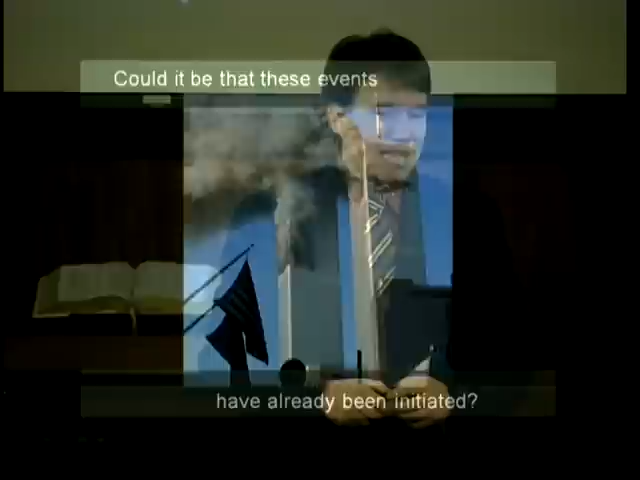 Could it be that these events
have already been initiated?